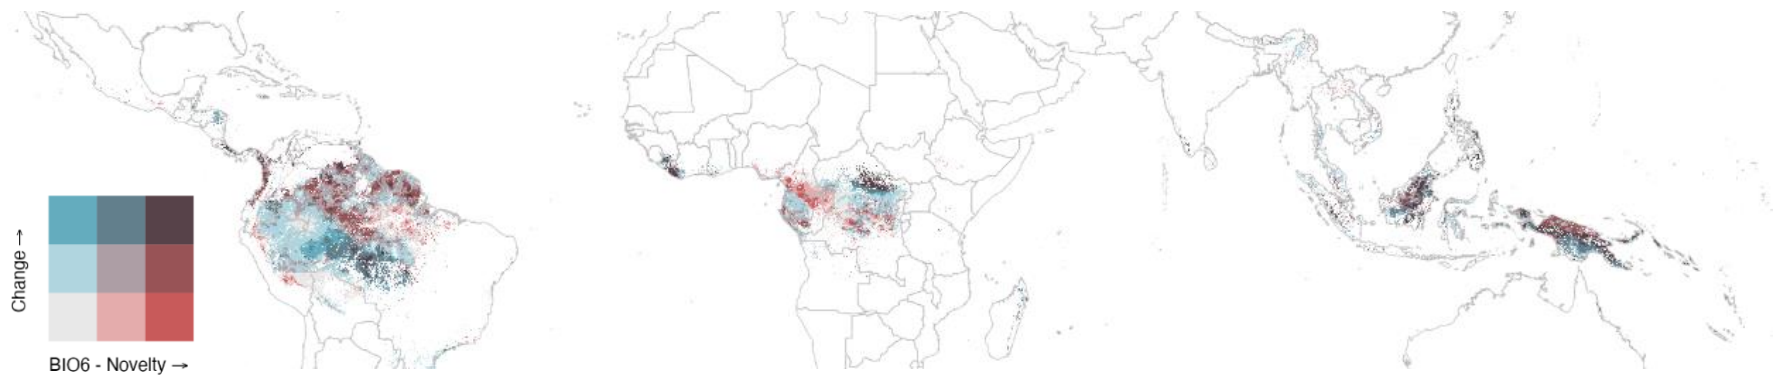 Change →
BIO6 - Novelty →